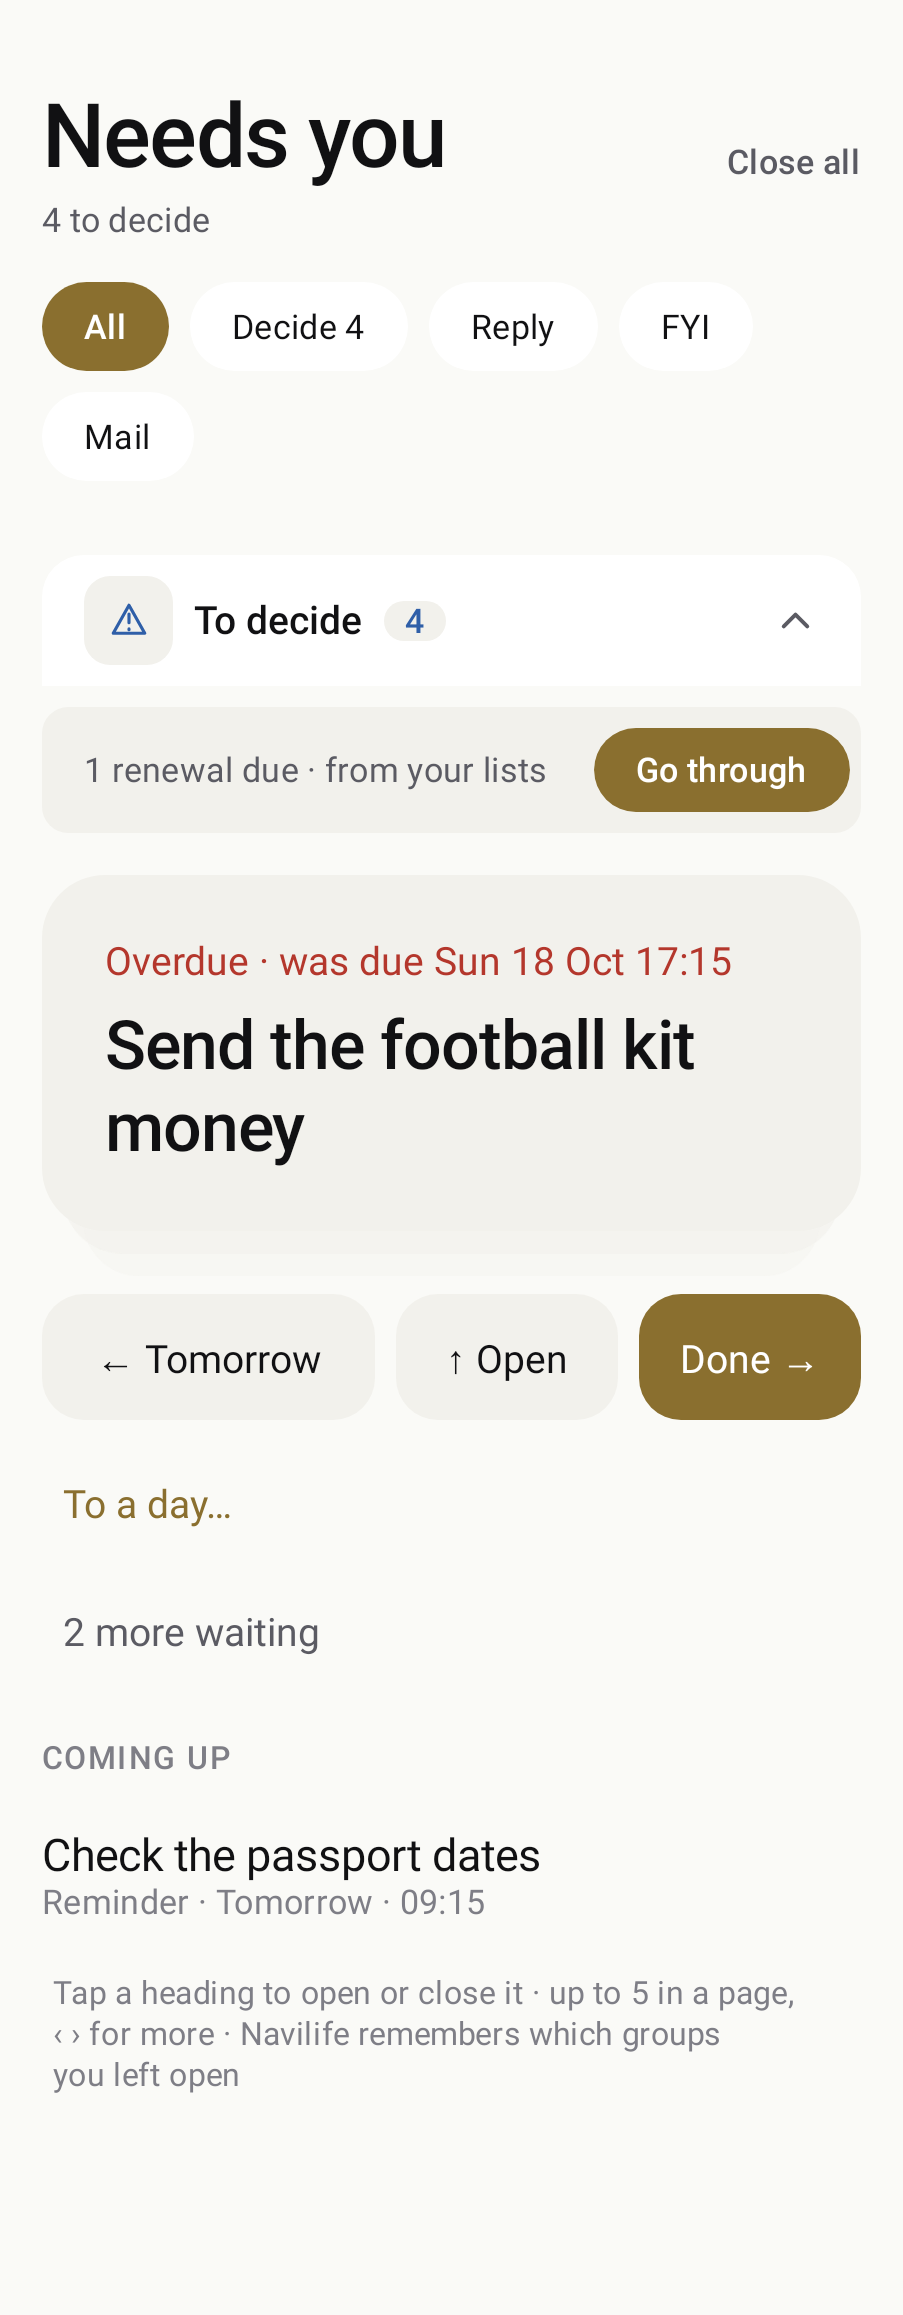 Needs you
Close all
4 to decide
All
Decide 4
Reply
FYI
Mail
To decide 4
1 renewal due · from your lists
Go through
Overdue · was due Sun 18 Oct 17:15
Send the football kit
money
← Tomorrow
↑ Open
Done →
To a day…
2 more waiting
COMING UP
Check the passport dates
Reminder · Tomorrow · 09:15
Tap a heading to open or close it · up to 5 in a page,
‹ › for more · Navilife remembers which groups
you left open